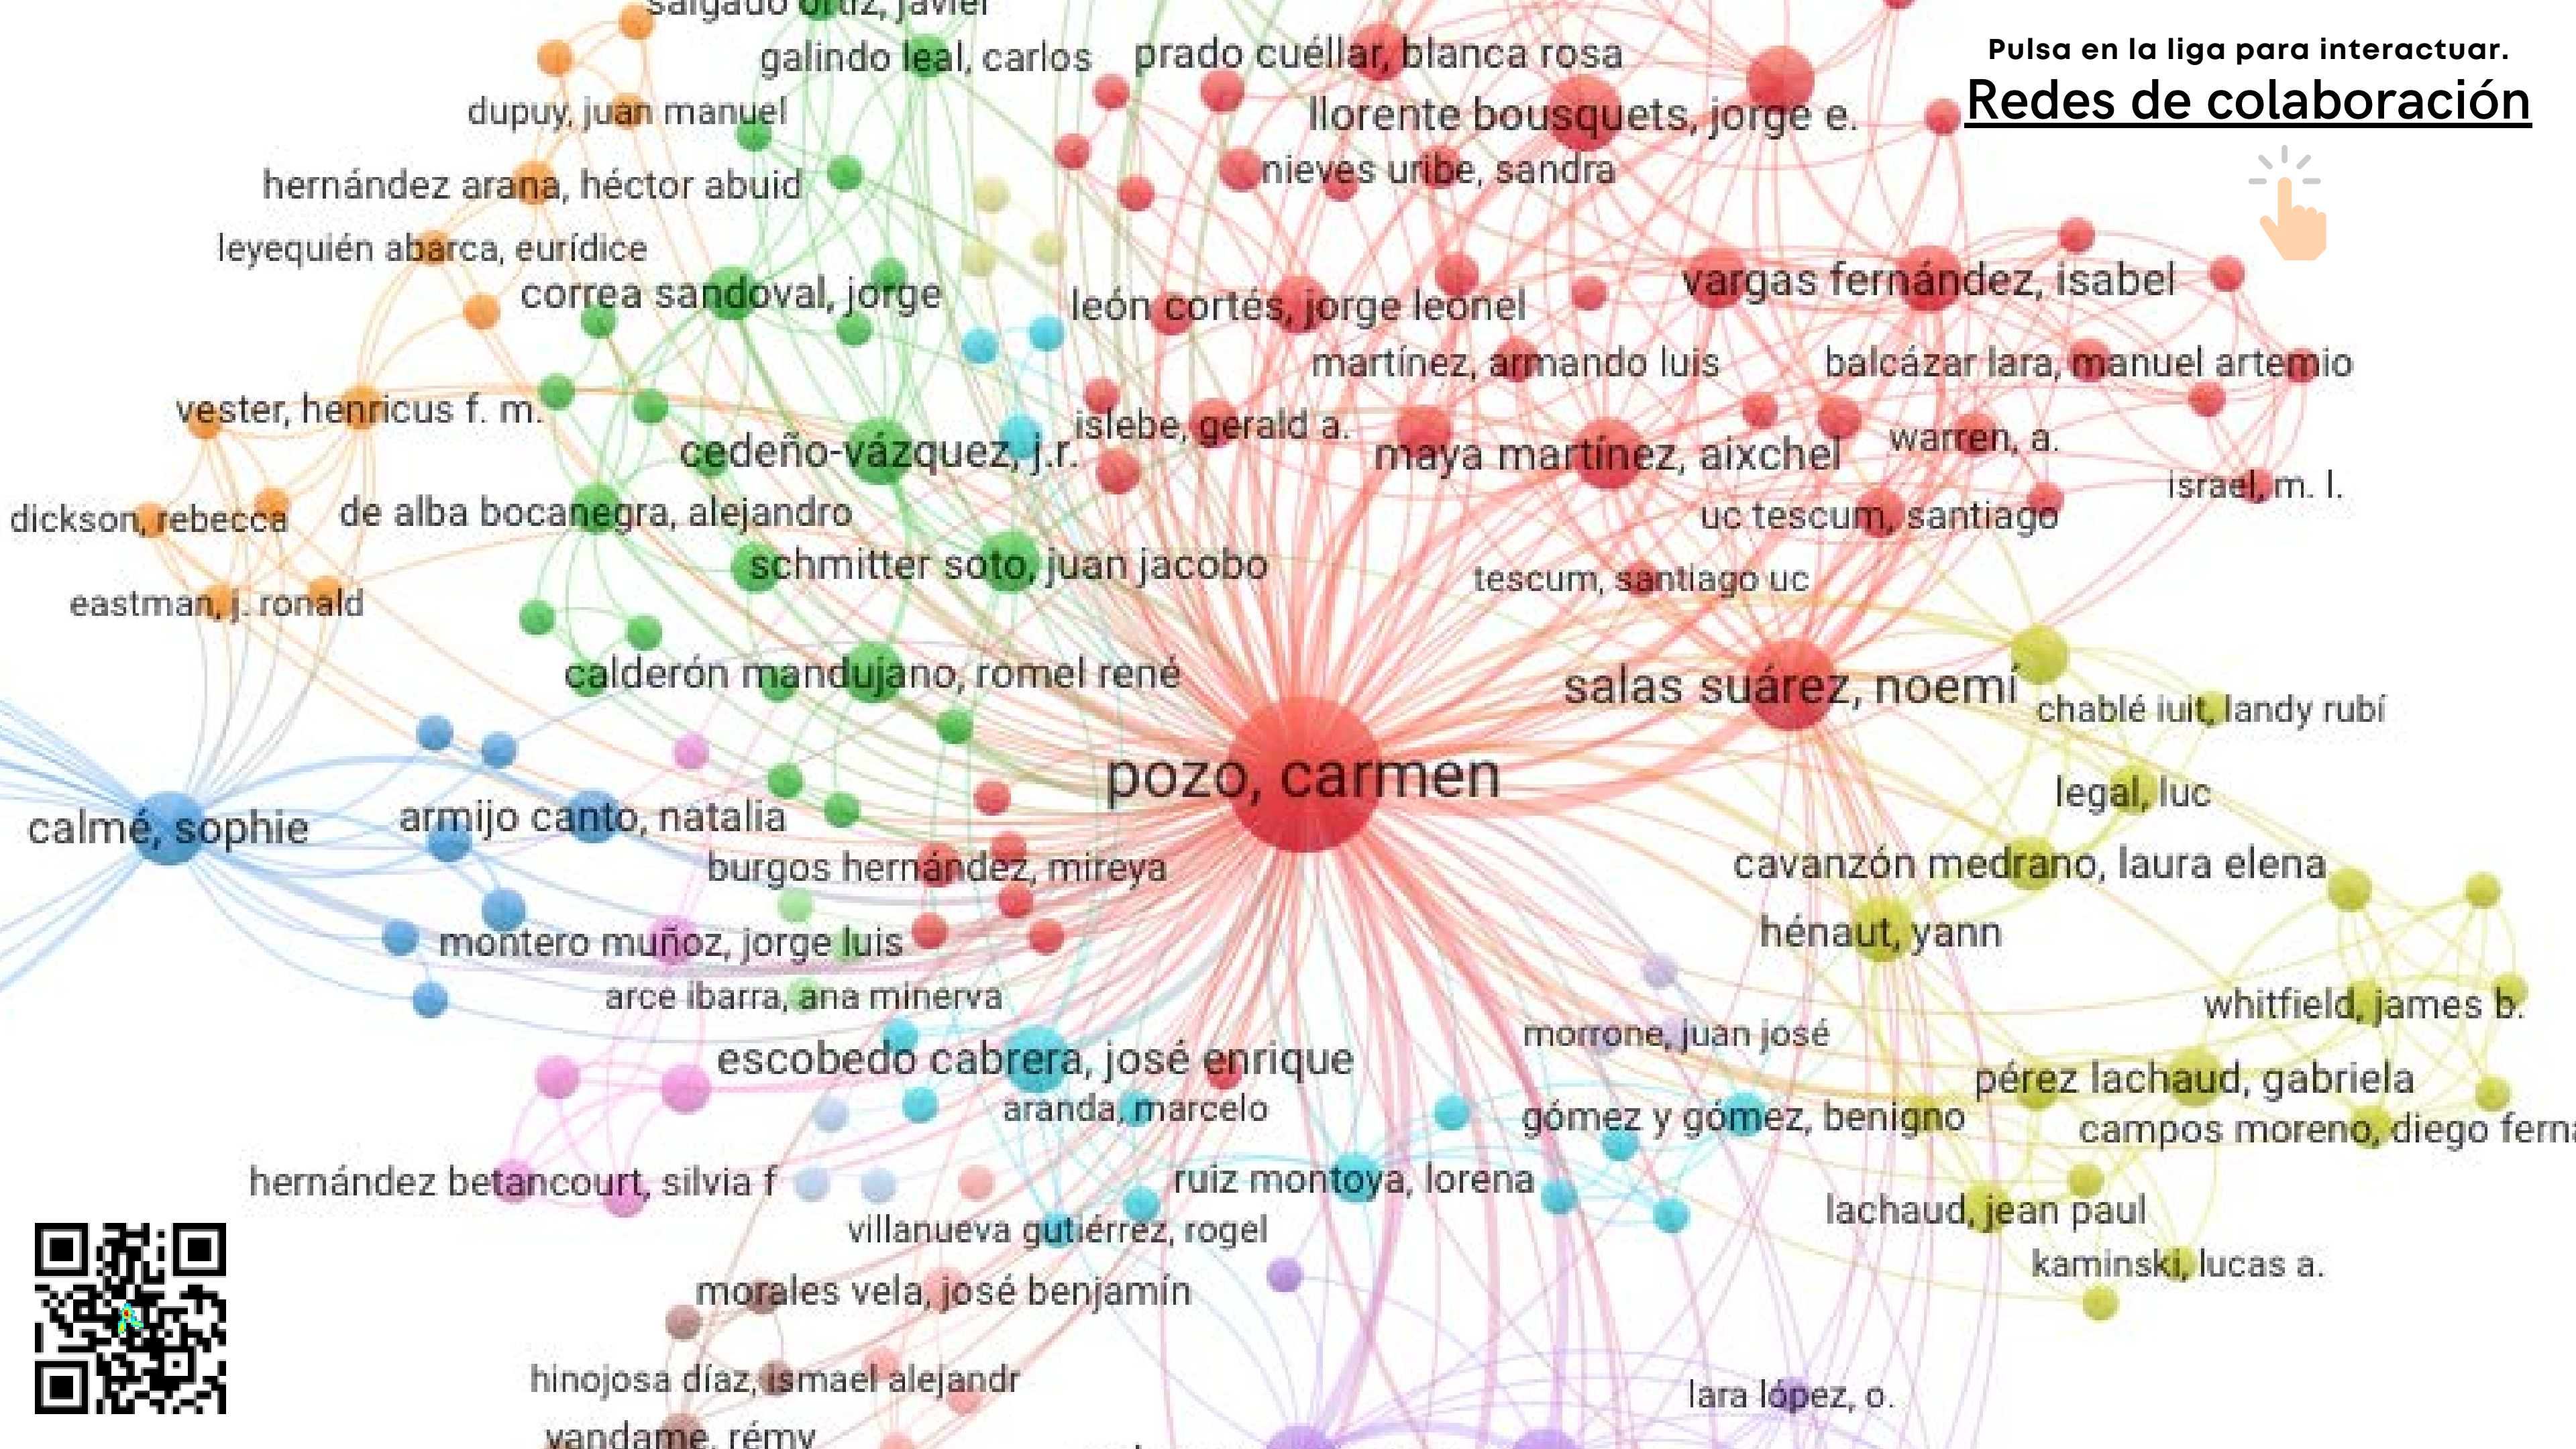 salgado ortiz, javier
galindo leal, carlos
prado cuéllar, blanca rosa
Pulsa en la liga para interactuar.
Redes de colaboración
dupuy, juan manuel
llorente bousquets, jorge e.
nieves uribe, sandra
hernández arana, héctor abuid
leyequién abarca, eurídice
correa sandoval, jorge
león cortés, jorge leonel
vargas fernández, isabel
martínez, armando luis
balcázar lara, manuel artemio
vester, henricus f. m.
islebe, gerald a.
cedeño-vázquez, j.r.
maya martínez, aixchel
warren, a.
israel, m. l.
dickson, rebecca
de alba bocanegra, alejandro
uc tescum, santiago
schmitter soto, juan jacobo
tescum, santiago uc
eastman, j. ronald
calderón mandujano, romel rené
salas suárez, noemí
chablé iuit, landy rubí
pozo, carmen
legal, luc
calmé, sophie
armijo canto, natalia
burgos hernández, mireya
cavanzón medrano, laura elena
hénaut, yann
montero muñoz, jorge luis
arce ibarra, ana minerva
whitfield, james b.
morrone, juan josé
escobedo cabrera, josé enrique
pérez lachaud, gabriela
aranda, marcelo
gómez y gómez, benigno
campos moreno, diego ferna
hernández betancourt, silvia f
ruiz montoya, lorena
lachaud, jean paul
villanueva gutiérrez, rogel
kaminski, lucas a.
morales vela, josé benjamín
hinojosa díaz, ismael alejandr
lara lópez, o.
vandame, rémy